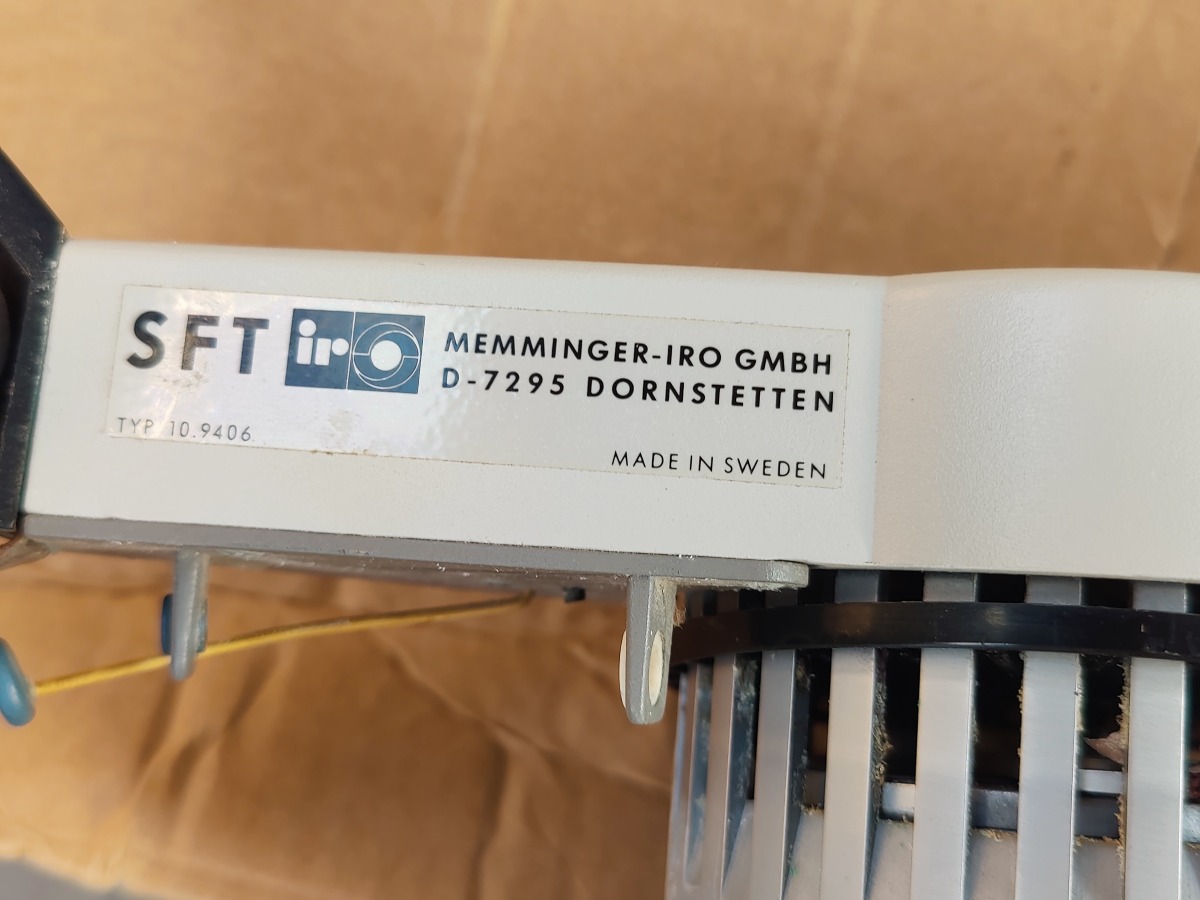 SFT iro MEMMINGER-IRO GMBH
D-7295 DORNSTETTEN
TYP 10.9406
MADE IN SWEDEN